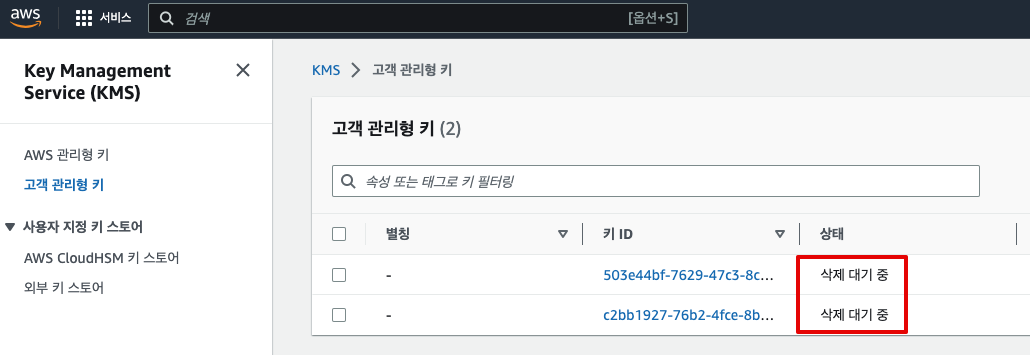 aws
서비스
검색
[옵션+S]
Key Management
Service (KMS)
AWS 관리형 키
고객 관리형 키
사용자 지정 키 스토어
AWS CloudHSM 키 스토어
외부 키 스토어
KMS > 고객 관리형 키
고객 관리형 키 (2)
속성 또는 태그로 키 필터링
별칭 키 ID 상태
- 503e44bf-7629-47c3-8c... 삭제 대기 중
- c2bb1927-76b2-4fce-8b... 삭제 대기 중